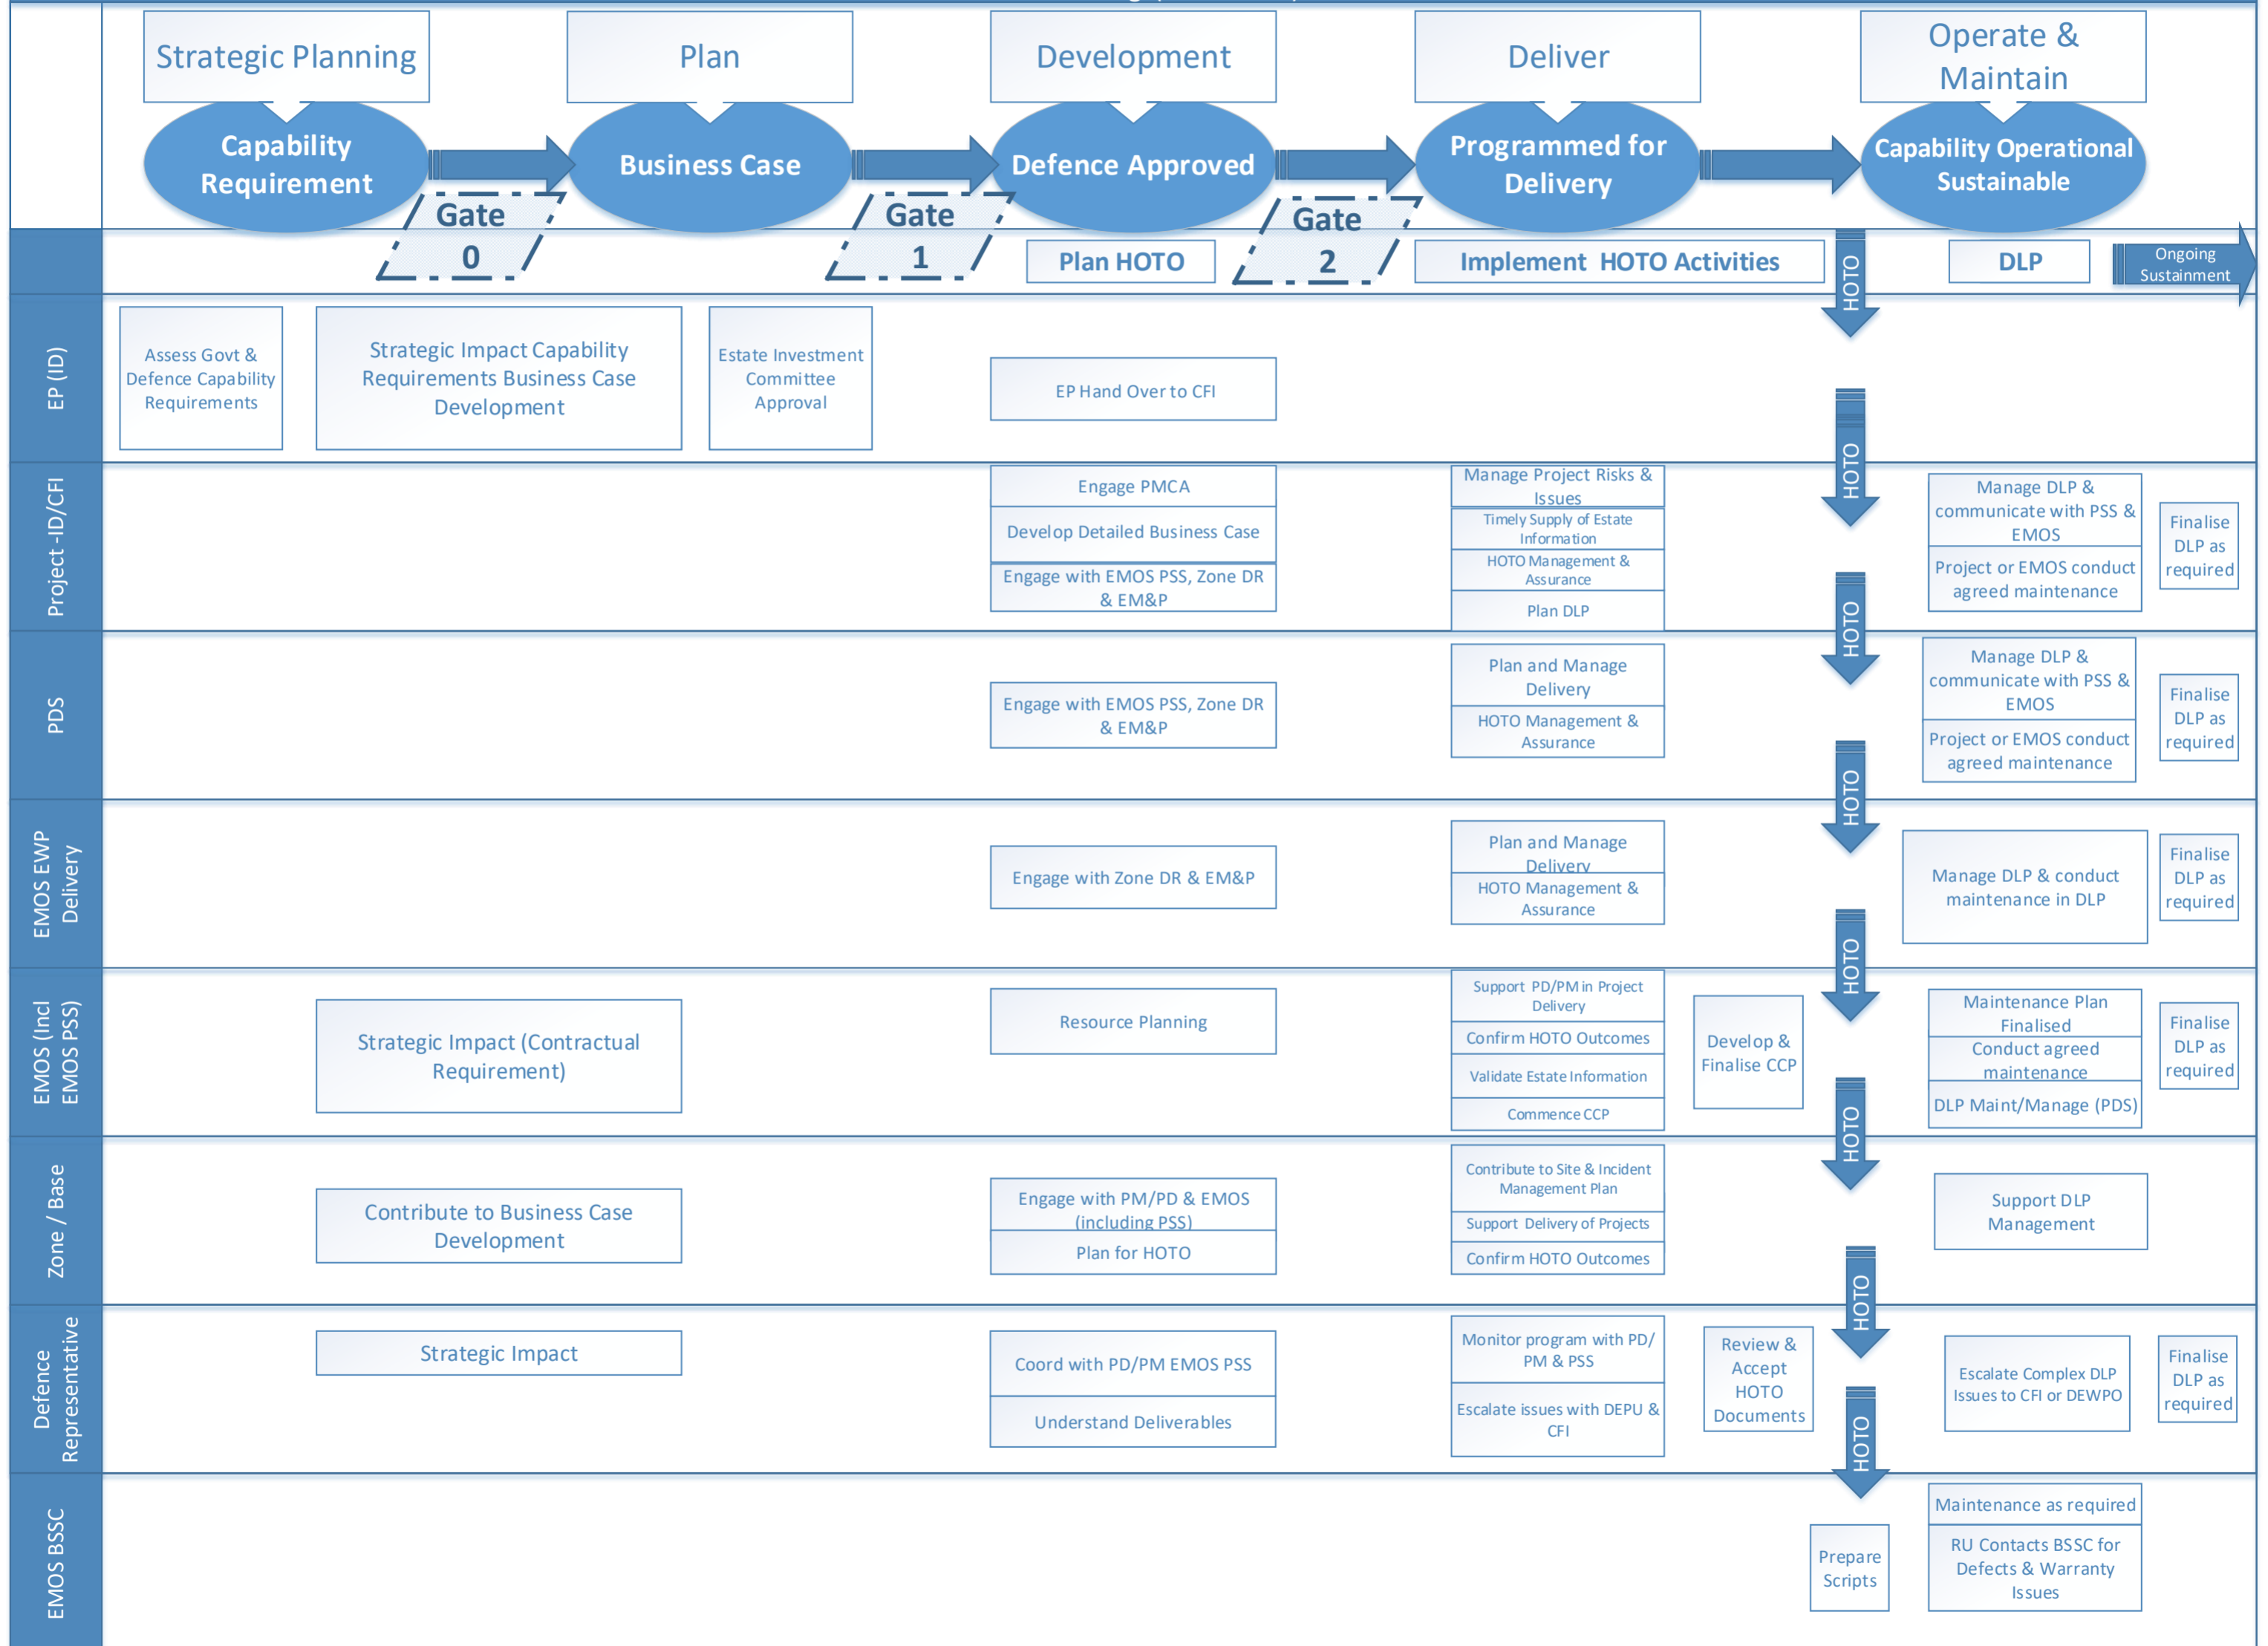 Strategic Planning
Plan
Development
Deliver
Operate &
Maintain
Capability
Requirement
Business Case
Defence Approved
Programmed for
Delivery
Capability Operational
Sustainable
Gate
0
Gate
1
Plan HOTO
Gate
2
Implement HOTO Activities
HOTO
DLP
Ongoing
Sustainment
EP (ID)
Assess Govt &
Defence Capability
Requirements
Strategic Impact Capability
Requirements Business Case
Development
Estate Investment
Committee
Approval
EP Hand Over to CFI
HOTO
Project -ID/CFI
Engage PMCA
Develop Detailed Business Case
Engage with EMOS PSS, Zone DR
& EM&P
Manage Project Risks &
Issues
Timely Supply of Estate
Information
HOTO Management &
Assurance
Plan DLP
HOTO
Manage DLP &
communicate with PSS &
EMOS
Project or EMOS conduct
agreed maintenance
Finalise
DLP as
required
PDS
Engage with EMOS PSS, Zone DR
& EM&P
Plan and Manage
Delivery
HOTO Management &
Assurance
HOTO
Manage DLP &
communicate with PSS &
EMOS
Project or EMOS conduct
agreed maintenance
Finalise
DLP as
required
EMOS EWP
Delivery
Engage with Zone DR & EM&P
Plan and Manage
Delivery
HOTO Management &
Assurance
HOTO
Manage DLP & conduct
maintenance in DLP
Finalise
DLP as
required
EMOS (Incl
EMOS PSS)
Strategic Impact (Contractual
Requirement)
Resource Planning
Support PD/PM in Project
Delivery
Confirm HOTO Outcomes
Validate Estate Information
Commence CCP
Develop &
Finalise CCP
HOTO
Maintenance Plan
Finalised
Conduct agreed
maintenance
DLP Maint/Manage (PDS)
Finalise
DLP as
required
Zone / Base
Contribute to Business Case
Development
Engage with PM/PD & EMOS
(including PSS)
Plan for HOTO
Contribute to Site & Incident
Management Plan
Support Delivery of Projects
Confirm HOTO Outcomes
HOTO
Support DLP
Management
Defence
Representative
Strategic Impact
Coord with PD/PM EMOS PSS
Understand Deliverables
Monitor program with PD/
PM & PSS
Escalate issues with DEPU &
CFI
Review &
Accept
HOTO
Documents
HOTO
Escalate Complex DLP
Issues to CFI or DEWPO
Finalise
DLP as
required
EMOS BSSC
Prepare
Scripts
Maintenance as required
RU Contacts BSSC for
Defects & Warranty
Issues